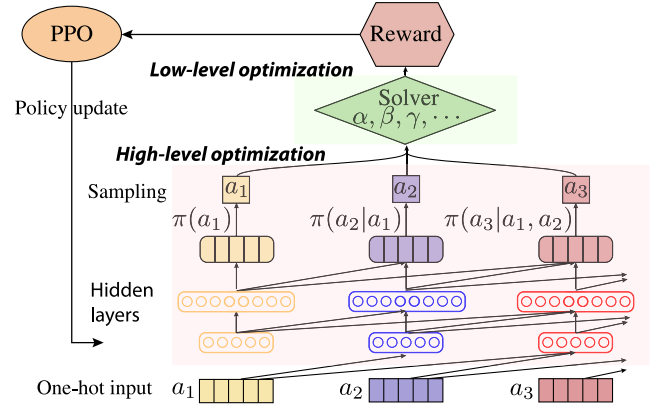 PPO
Reward
Low-level optimization
Solver
α, β, γ, ⋯
Policy update
High-level optimization
Sampling
a₁
a₂
a₃
π(a₁)
π(a₂|a₁)
π(a₃|a₁, a₂)
Hidden
layers
One-hot input
a₁
a₂
a₃